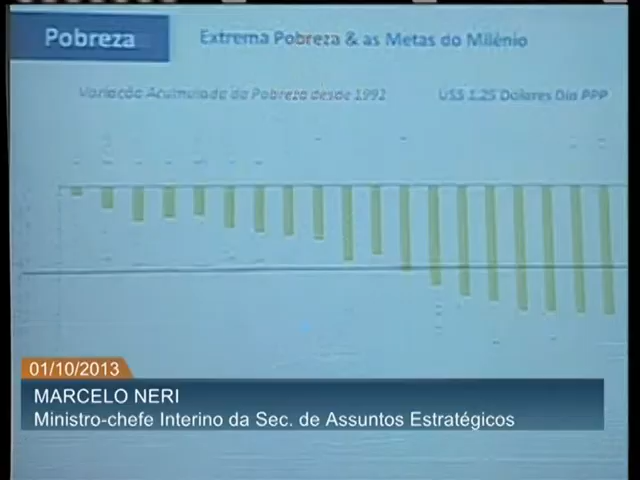 Pobreza
Extrema Pobreza & as Metas do Milênio
Variação Acumulada da Pobreza desde 1992
US$ 1.25 Dolares Dia PPP
01/10/2013
MARCELO NERI
Ministro-chefe Interino da Sec. de Assuntos Estratégicos